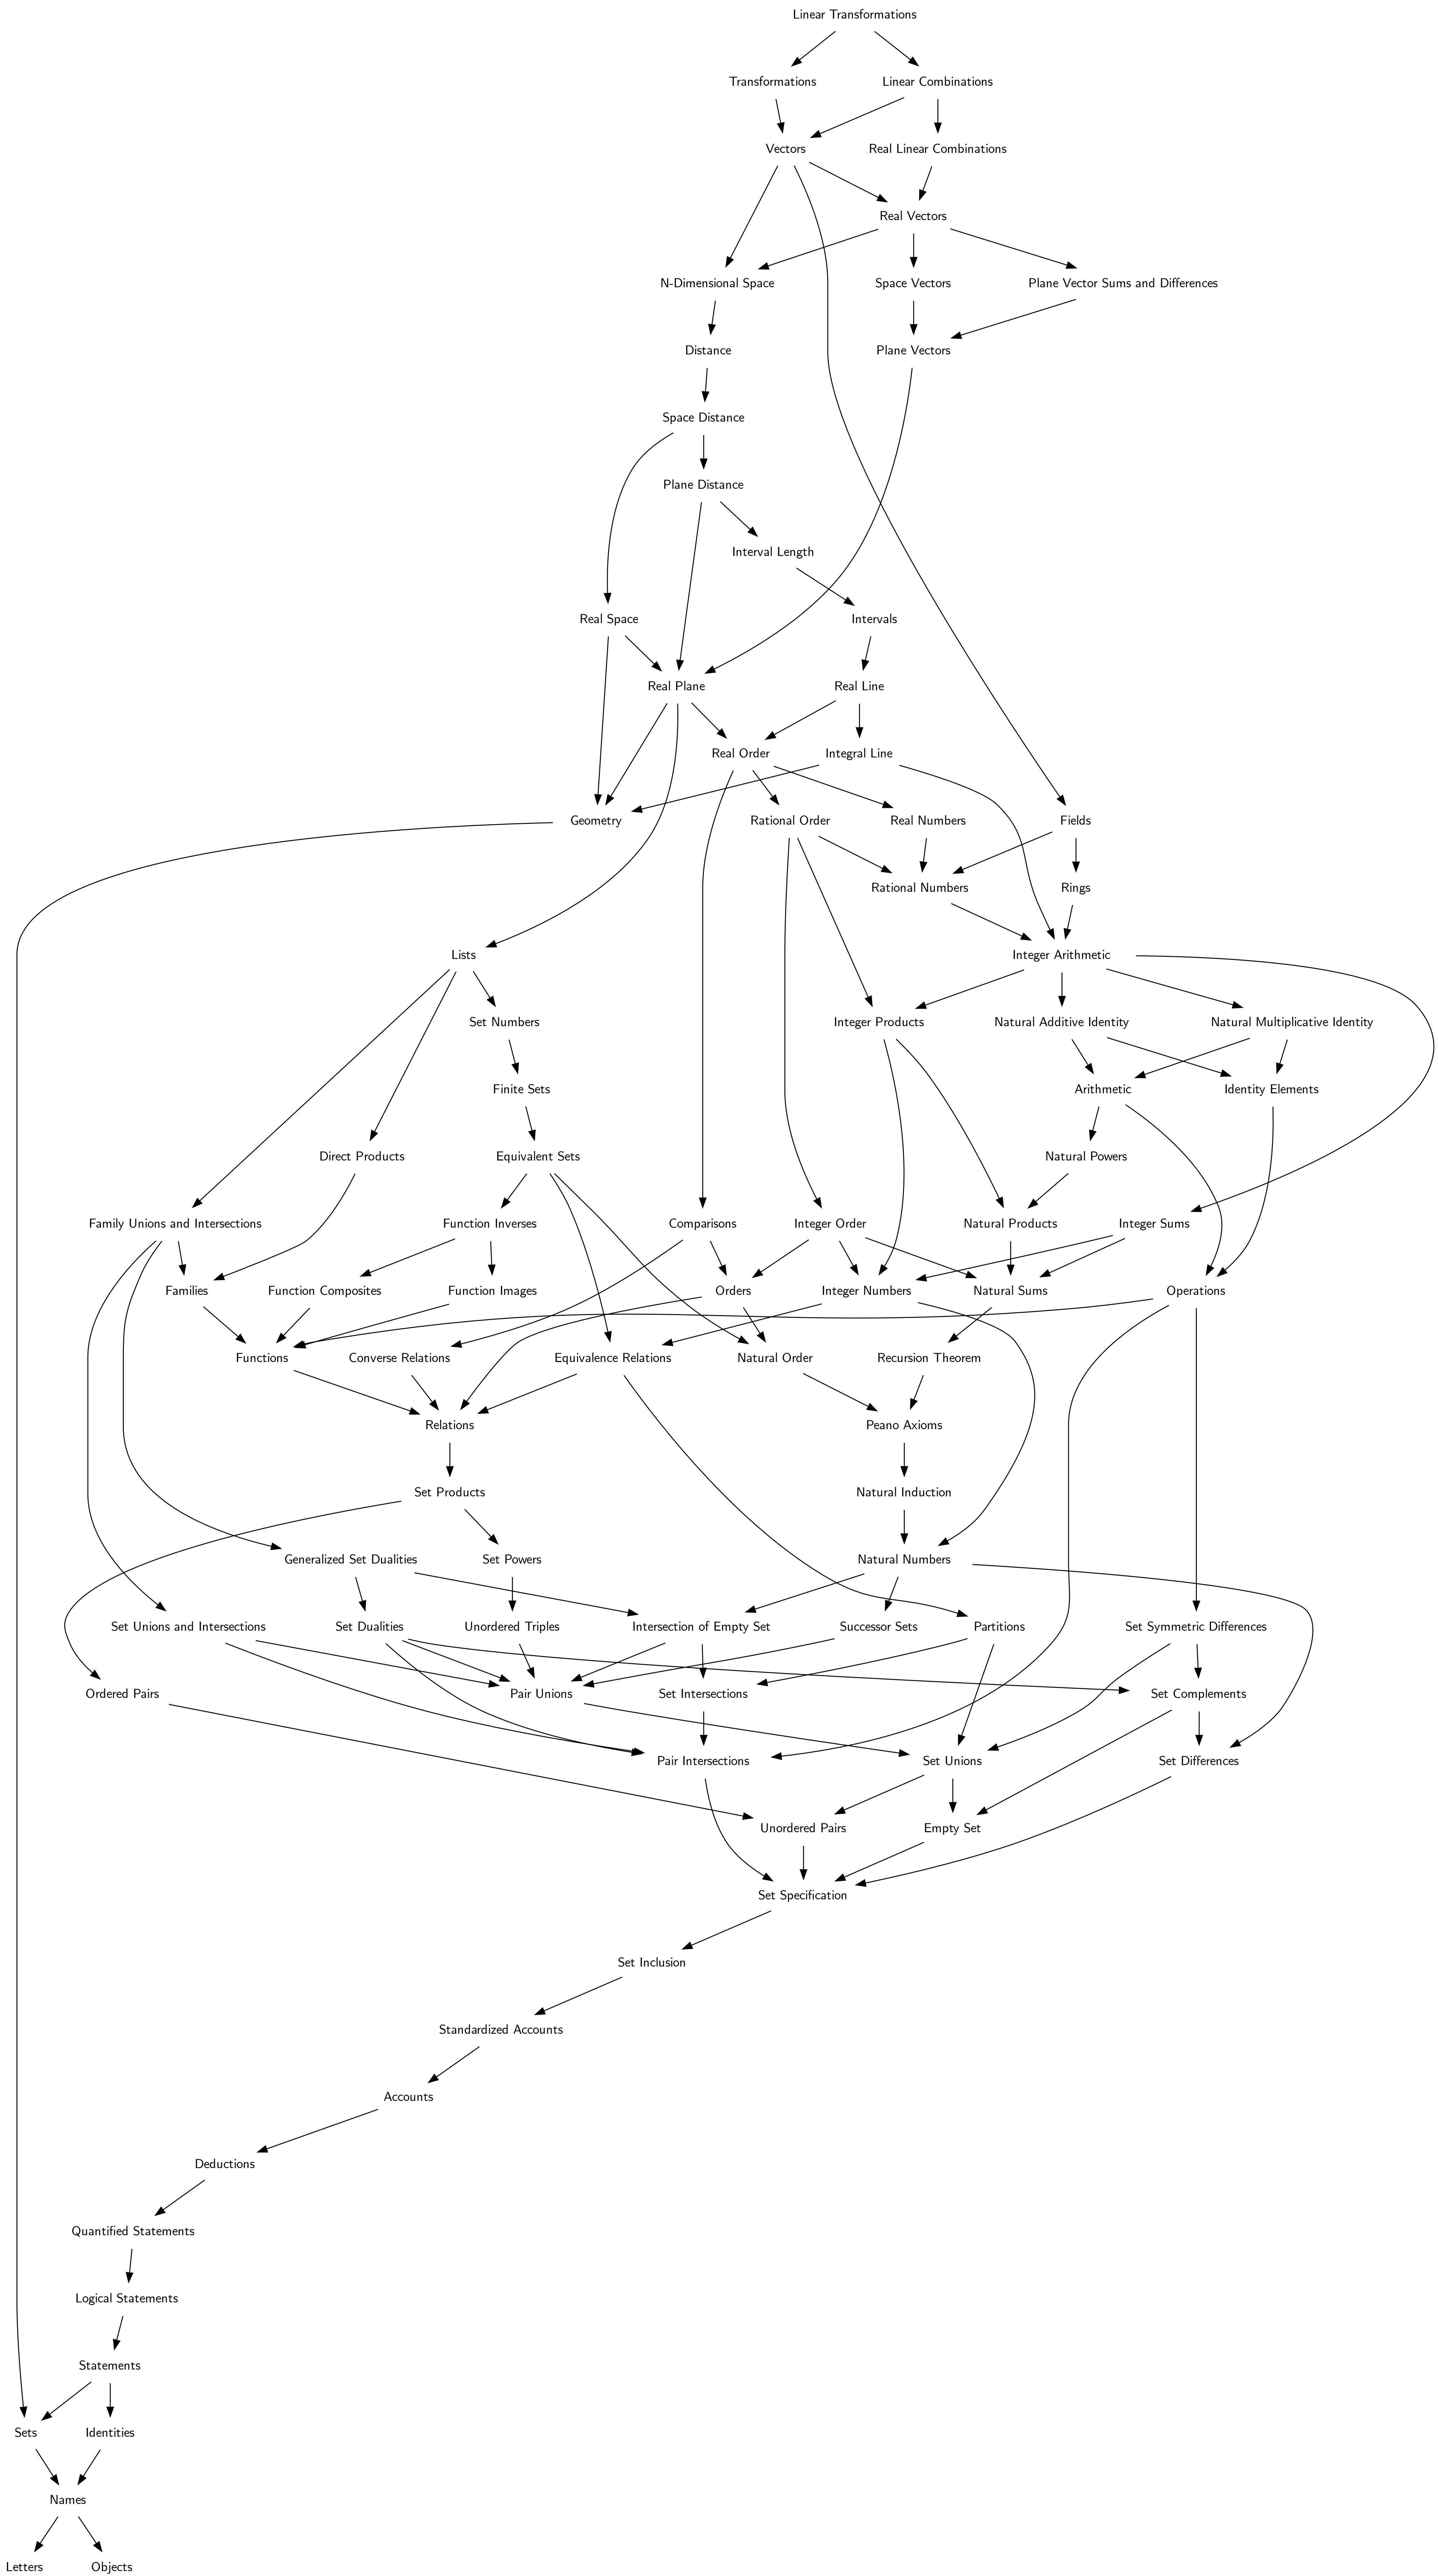 Linear Transformations
Transformations
Linear Combinations
Vectors
Real Linear Combinations
Real Vectors
N-Dimensional Space
Space Vectors
Plane Vector Sums and Differences
Distance
Plane Vectors
Space Distance
Plane Distance
Interval Length
Real Space
Intervals
Real Plane
Real Line
Real Order
Integral Line
Geometry
Rational Order
Real Numbers
Fields
Rational Numbers
Rings
Lists
Integer Arithmetic
Set Numbers
Integer Products
Natural Additive Identity
Natural Multiplicative Identity
Finite Sets
Arithmetic
Identity Elements
Direct Products
Equivalent Sets
Natural Powers
Family Unions and Intersections
Function Inverses
Comparisons
Integer Order
Natural Products
Integer Sums
Families
Function Composites
Function Images
Orders
Integer Numbers
Natural Sums
Operations
Functions
Converse Relations
Equivalence Relations
Natural Order
Recursion Theorem
Relations
Peano Axioms
Set Products
Natural Induction
Generalized Set Dualities
Set Powers
Natural Numbers
Set Unions and Intersections
Set Dualities
Unordered Triples
Intersection of Empty Set
Successor Sets
Partitions
Set Symmetric Differences
Ordered Pairs
Pair Unions
Set Intersections
Set Complements
Pair Intersections
Set Unions
Set Differences
Unordered Pairs
Empty Set
Set Specification
Set Inclusion
Standardized Accounts
Accounts
Deductions
Quantified Statements
Logical Statements
Statements
Sets
Identities
Names
Letters
Objects